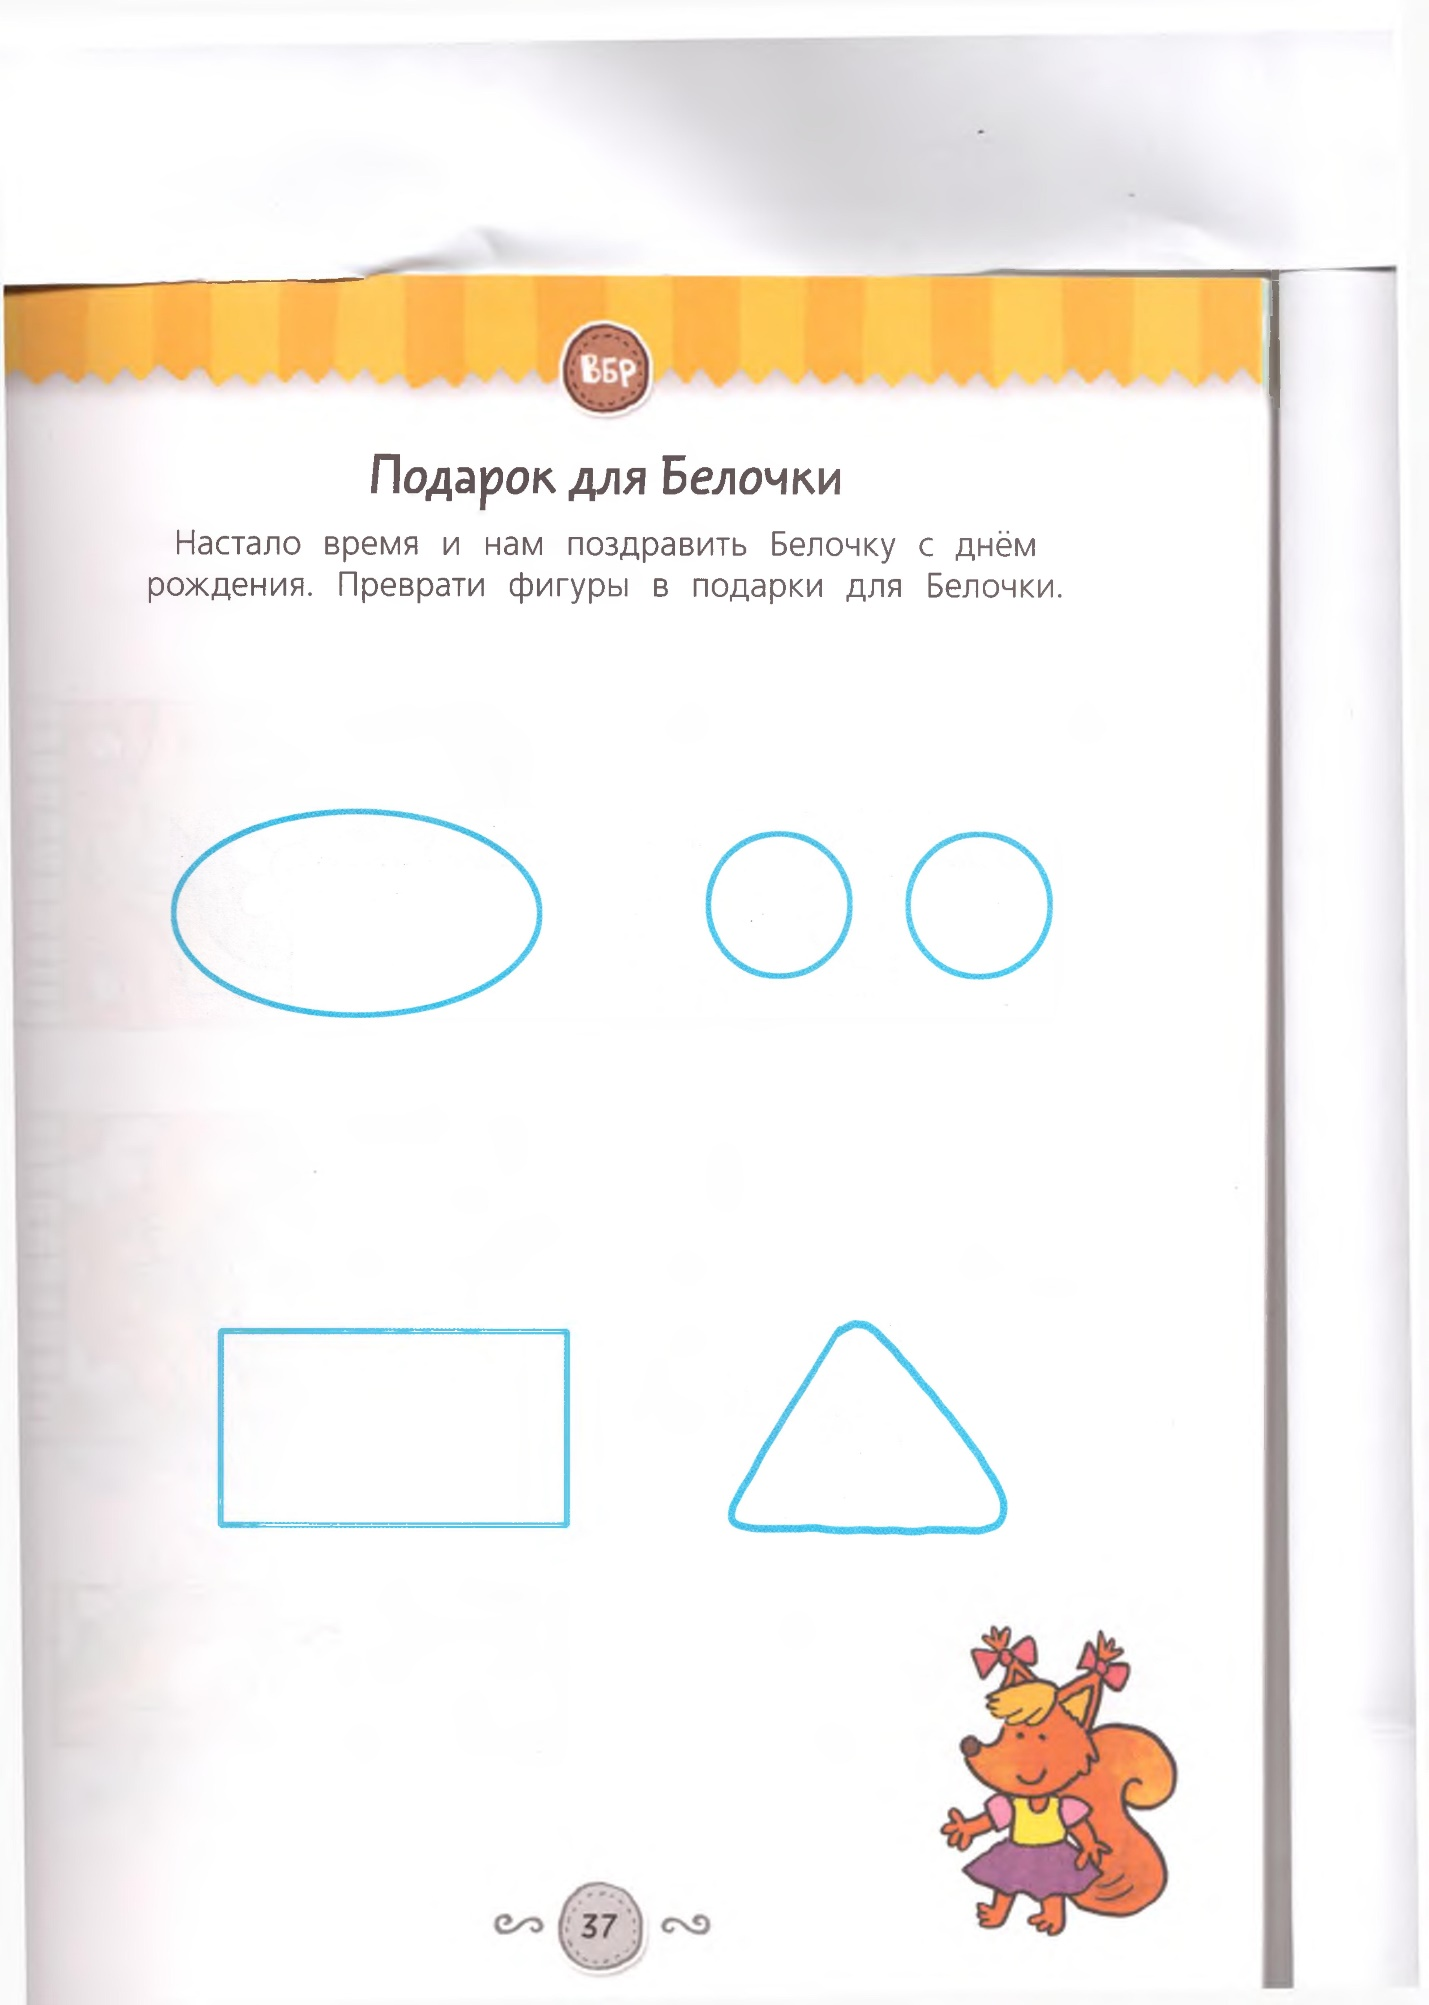 ВБР
Подарок для Белочки
Настало время и нам поздравить Белочку с днём
рождения. Преврати фигуры в подарки для Белочки.
37